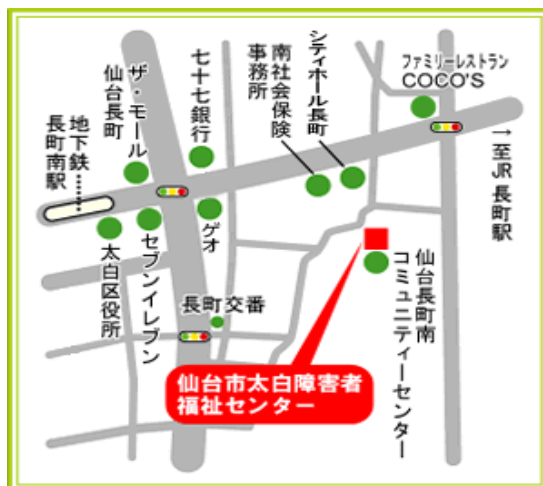 ザ・モール
仙台長町
七十七銀行
南社会保険
事務所
シティホール長町
ファミリーレストラン
COCO'S
地下鉄
長町南駅
→至JR長町駅
太白区役所
セブンイレブン
ゲオ
長町交番
仙台長町南
コミュニティーセンター
仙台市太白障害者
福祉センター